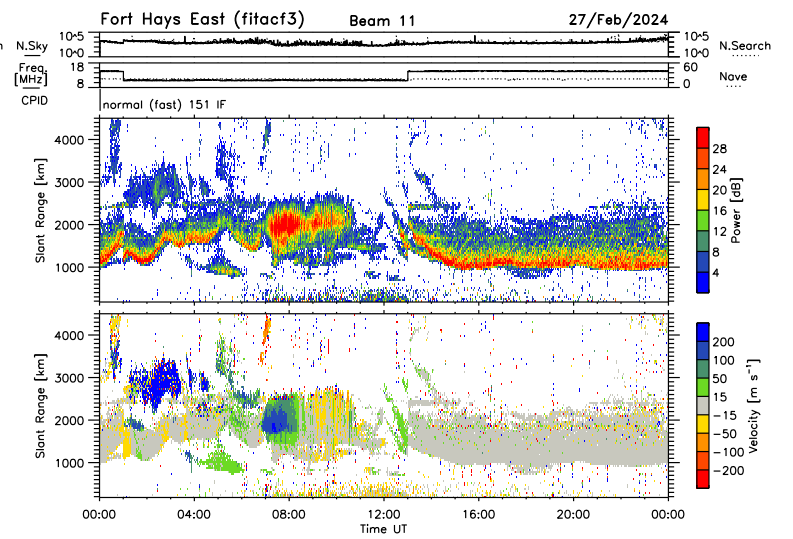 Fort Hays East (fitacf3) Beam 11 27/Feb/2024
N.Sky 10^5 10^0 10^5 10^0 N.Search
Freq. [MHz] 18 8 60 0 Nave
CPID normal (fast) 151 IF
Slant Range [km] 4000 3000 2000 1000
Power [dB] 28 24 20 16 12 8 4
Slant Range [km] 4000 3000 2000 1000
Velocity [m s⁻¹] 200 100 50 15 −15 −50 −100 −200
00:00 04:00 08:00 12:00 16:00 20:00 00:00
Time UT